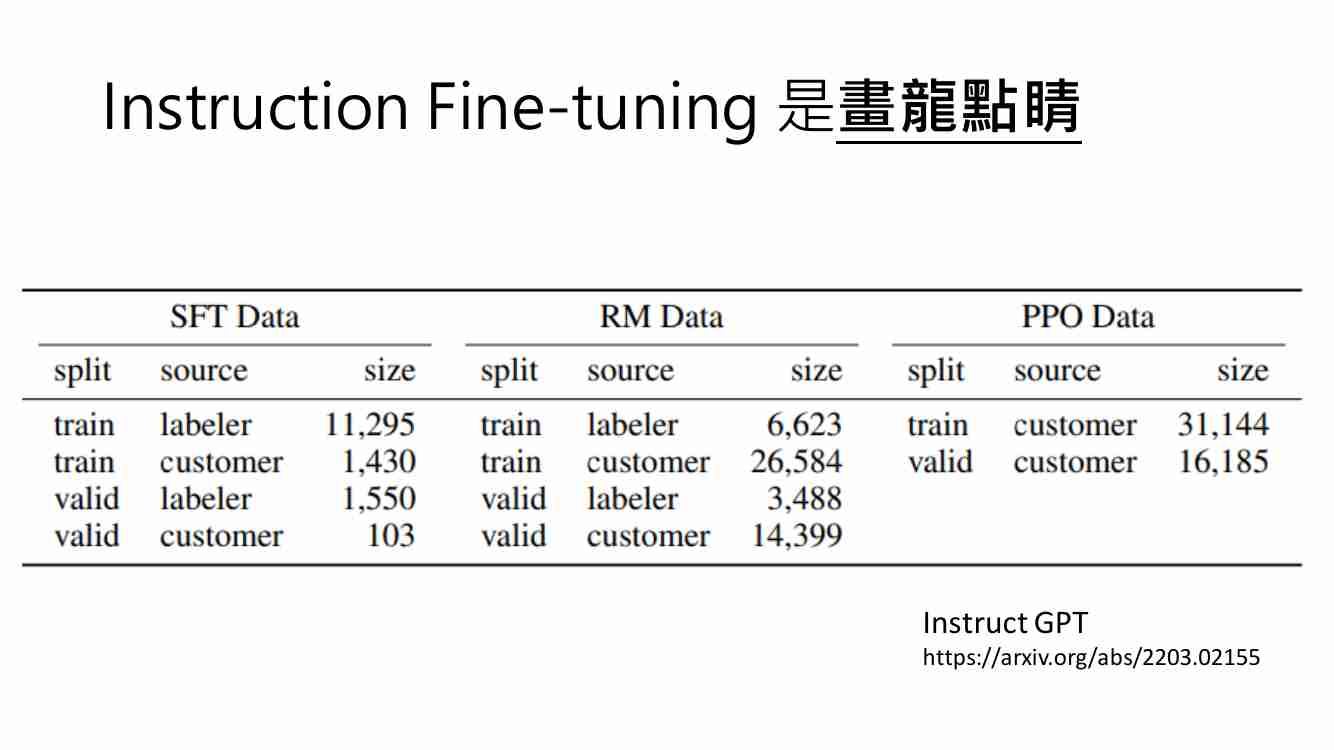 Instruction Fine-tuning 是畫龍點睛
SFT Data RM Data PPO Data
split source size split source size split source size
train labeler 11,295 train labeler 6,623 train customer 31,144
train customer 1,430 train customer 26,584 valid customer 16,185
valid labeler 1,550 valid labeler 3,488
valid customer 103 valid customer 14,399
Instruct GPT
https://arxiv.org/abs/2203.02155